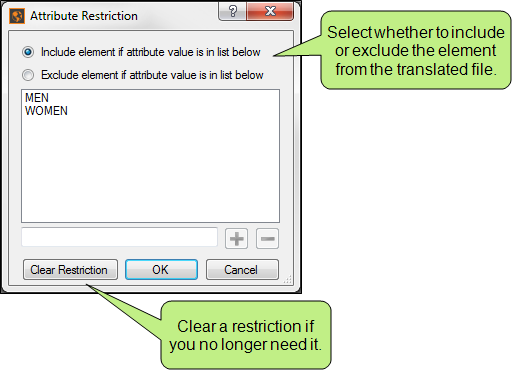 Attribute Restriction
?
Select whether to include
or exclude the element
from the translated file.
Include element if attribute value is in list below
Exclude element if attribute value is in list below
MEN
WOMEN
Clear Restriction
OK
Cancel
Clear a restriction if
you no longer need it.